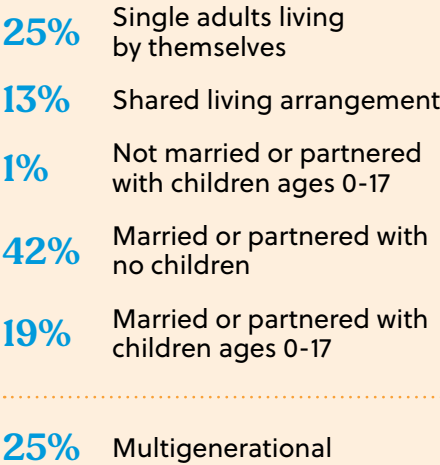 25% Single adults living
by themselves
13% Shared living arrangement
1% Not married or partnered
with children ages 0-17
42% Married or partnered with
no children
19% Married or partnered with
children ages 0-17
25% Multigenerational